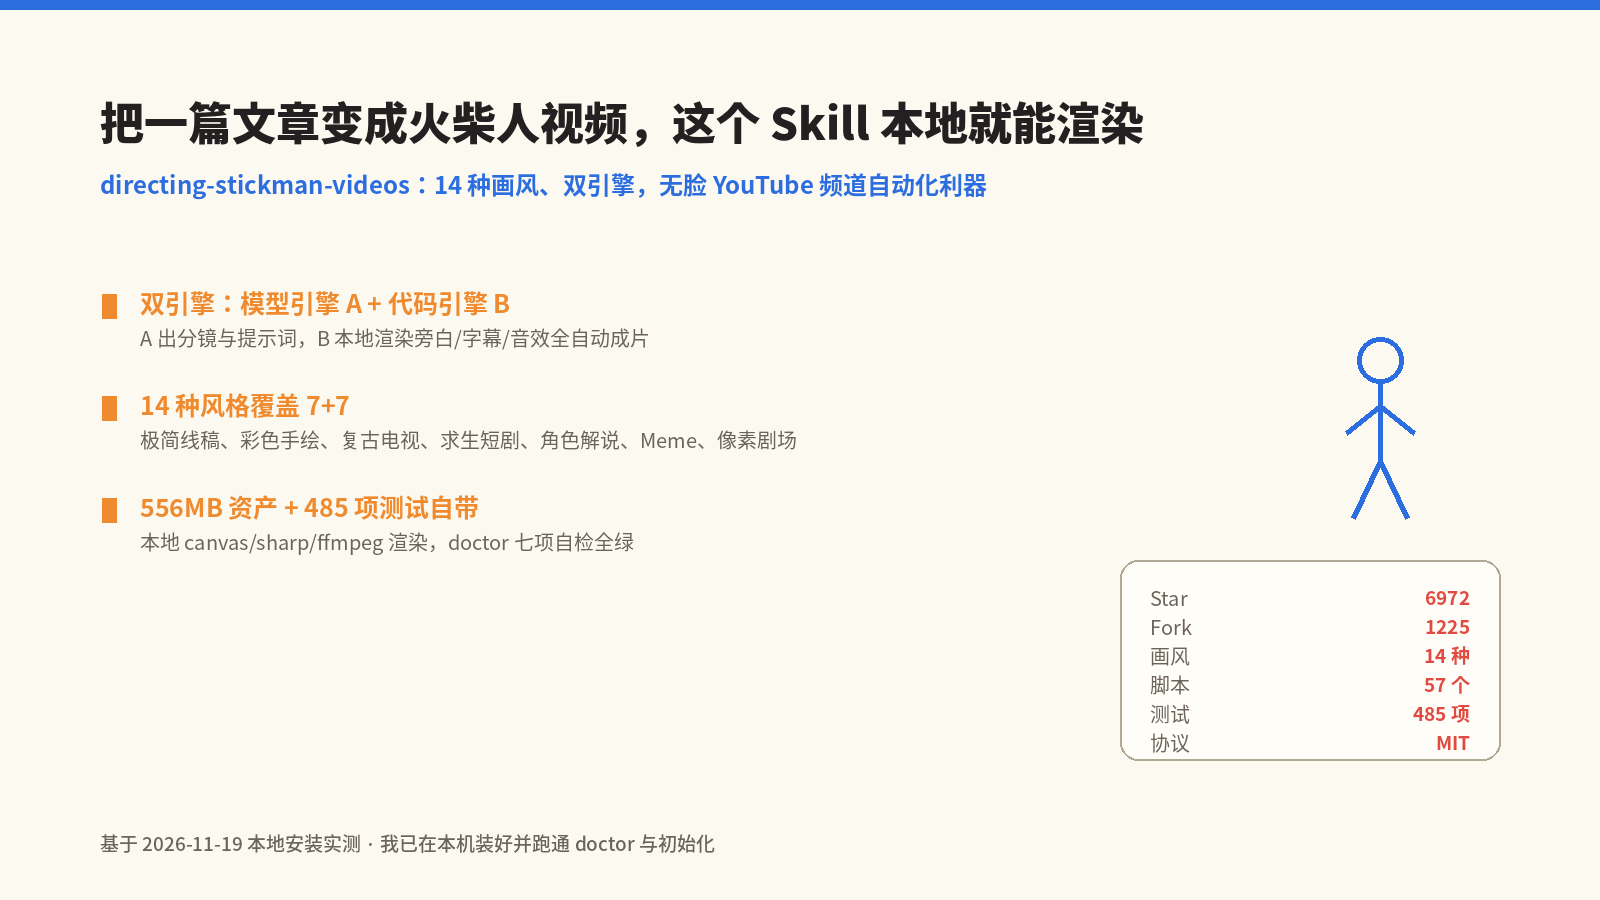 把一篇文章变成火柴人视频，这个 Skill 本地就能渲染
directing-stickman-videos：14 种画风、双引擎，无脸 YouTube 频道自动化利器
双引擎：模型引擎 A + 代码引擎 B
A 出分镜与提示词，B 本地渲染旁白/字幕/音效全自动成片
14 种风格覆盖 7+7
极简线稿、彩色手绘、复古电视、求生短剧、角色解说、Meme、像素剧场
556MB 资产 + 485 项测试自带
本地 canvas/sharp/ffmpeg 渲染，doctor 七项自检全绿
Star 6972
Fork 1225
画风 14 种
脚本 57 个
测试 485 项
协议 MIT
基于 2026-11-19 本地安装实测 · 我已在本机装好并跑通 doctor 与初始化